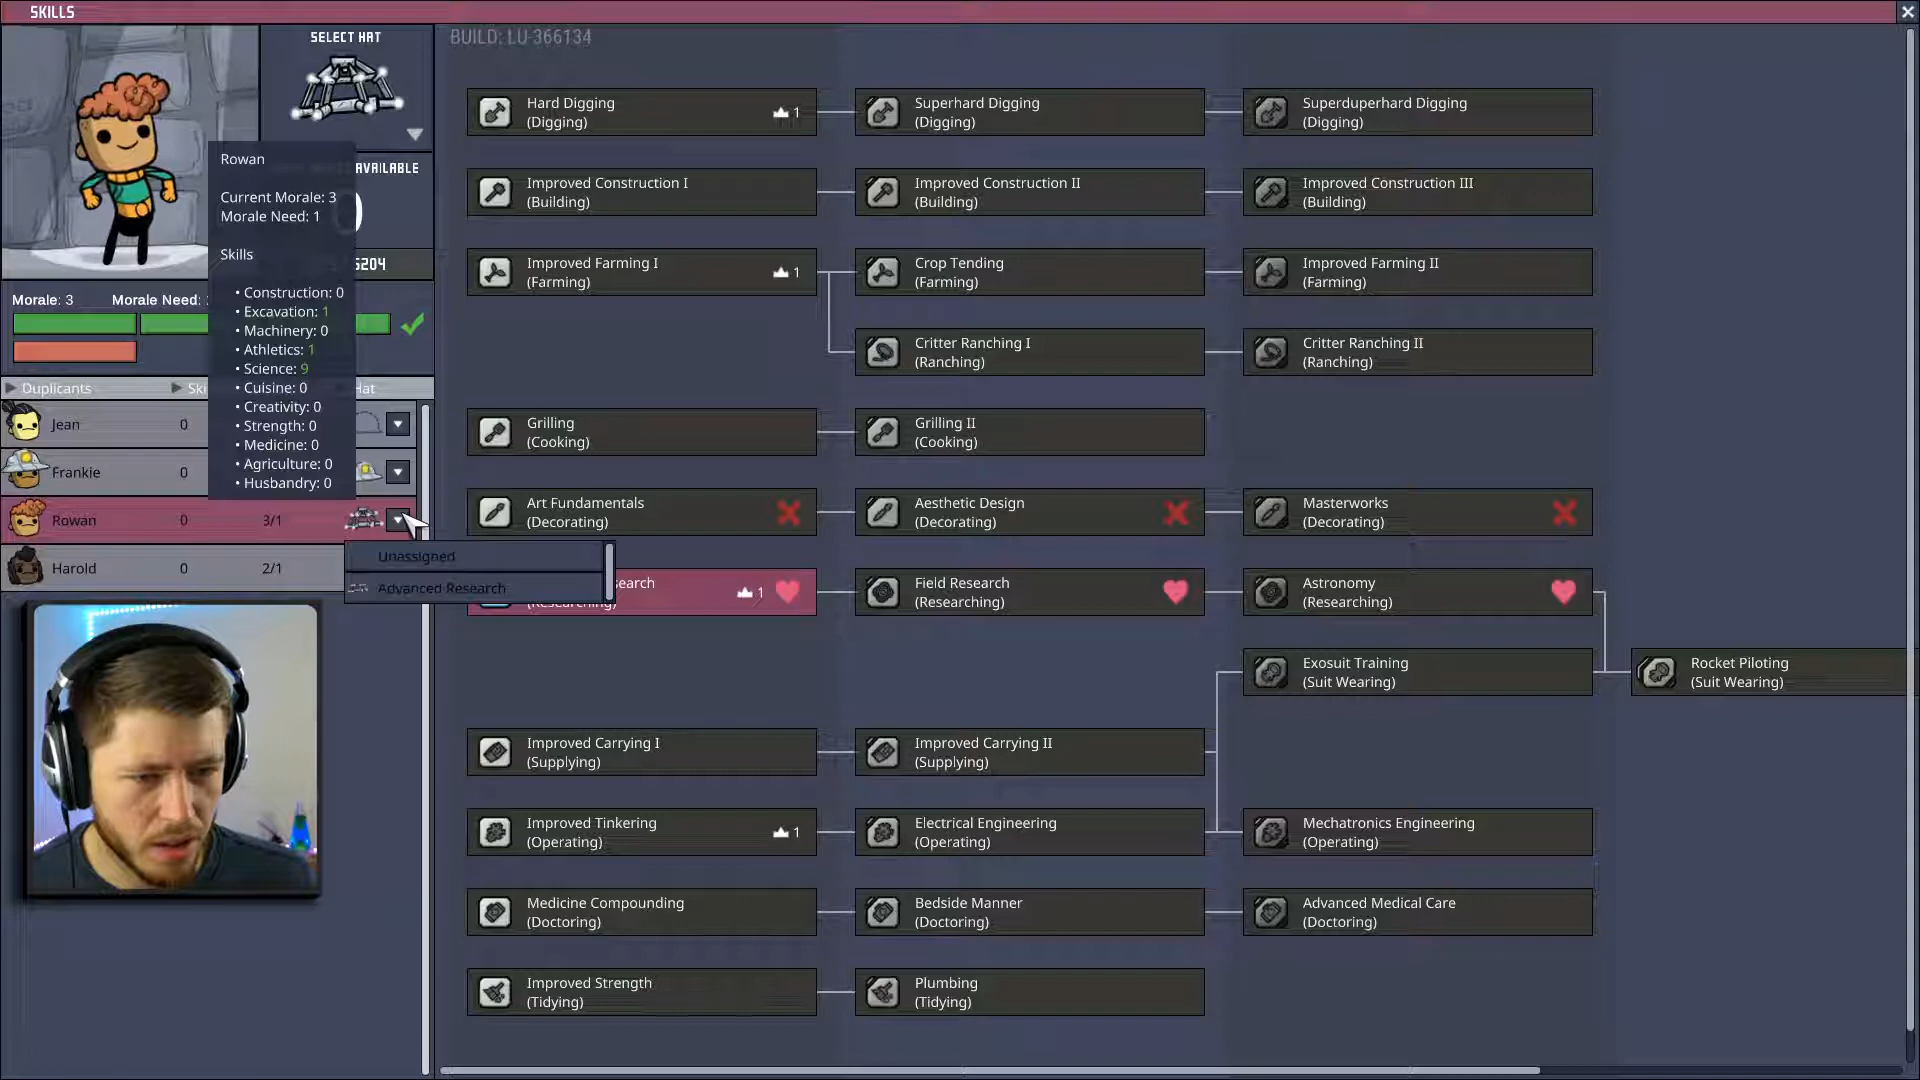 SKILLS
SELECT HAT
BUILD: LU-366134
AVAILABLE
Rowan
Current Morale: 3
Morale Need: 1
Skills
• Construction: 0
• Excavation: 1
• Machinery: 0
• Athletics: 1
• Science: 9
• Cuisine: 0
• Creativity: 0
• Strength: 0
• Medicine: 0
• Agriculture: 0
• Husbandry: 0
Morale: 3 Morale Need:
Duplicants
Jean 0
Frankie 0
Rowan 0 3/1
Harold 0 2/1
Unassigned
Advanced Research
Hard Digging 1
(Digging)
Superhard Digging
(Digging)
Superduperhard Digging
(Digging)
Improved Construction I
(Building)
Improved Construction II
(Building)
Improved Construction III
(Building)
Improved Farming I 1
(Farming)
Crop Tending
(Farming)
Improved Farming II
(Farming)
Critter Ranching I
(Ranching)
Critter Ranching II
(Ranching)
Grilling
(Cooking)
Grilling II
(Cooking)
Art Fundamentals
(Decorating)
Aesthetic Design
(Decorating)
Masterworks
(Decorating)
1
Field Research
(Researching)
Astronomy
(Researching)
Exosuit Training
(Suit Wearing)
Rocket Piloting
(Suit Wearing)
Improved Carrying I
(Supplying)
Improved Carrying II
(Supplying)
Improved Tinkering 1
(Operating)
Electrical Engineering
(Operating)
Mechatronics Engineering
(Operating)
Medicine Compounding
(Doctoring)
Bedside Manner
(Doctoring)
Advanced Medical Care
(Doctoring)
Improved Strength
(Tidying)
Plumbing
(Tidying)